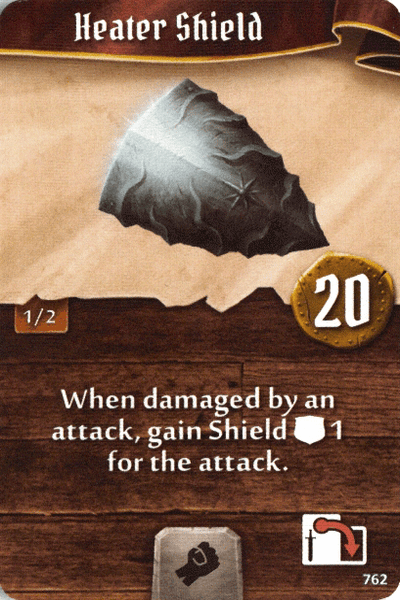 Heater Shield
20
1/2
When damaged by an
attack, gain Shield 1
for the attack.
762